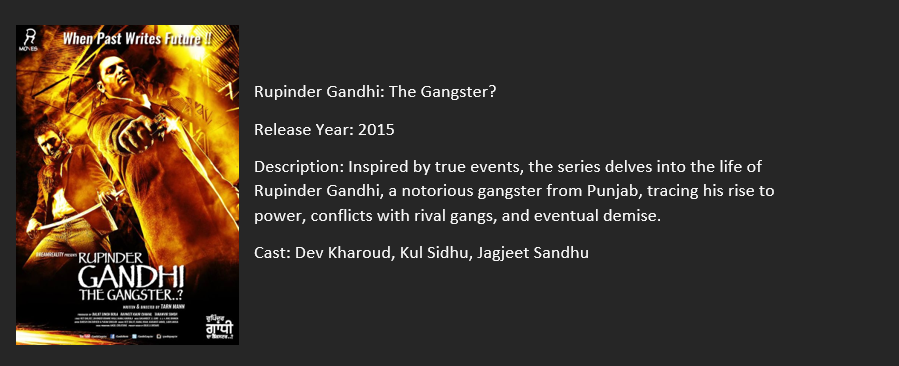 R
MOVIES
When Past Writes Future !!
DREAMREALITY PRESENTS
RUPINDER
GANDHI
THE GANGSTER..?
WRITTEN & DIRECTED BY TARN MANN
ਰੁਪਿੰਦਰ
ਗਾਂਧੀ
ਦਾ ਗੈਂਗਸਟਰ..?
Rupinder Gandhi: The Gangster?
Release Year: 2015
Description: Inspired by true events, the series delves into the life of
Rupinder Gandhi, a notorious gangster from Punjab, tracing his rise to
power, conflicts with rival gangs, and eventual demise.
Cast: Dev Kharoud, Kul Sidhu, Jagjeet Sandhu